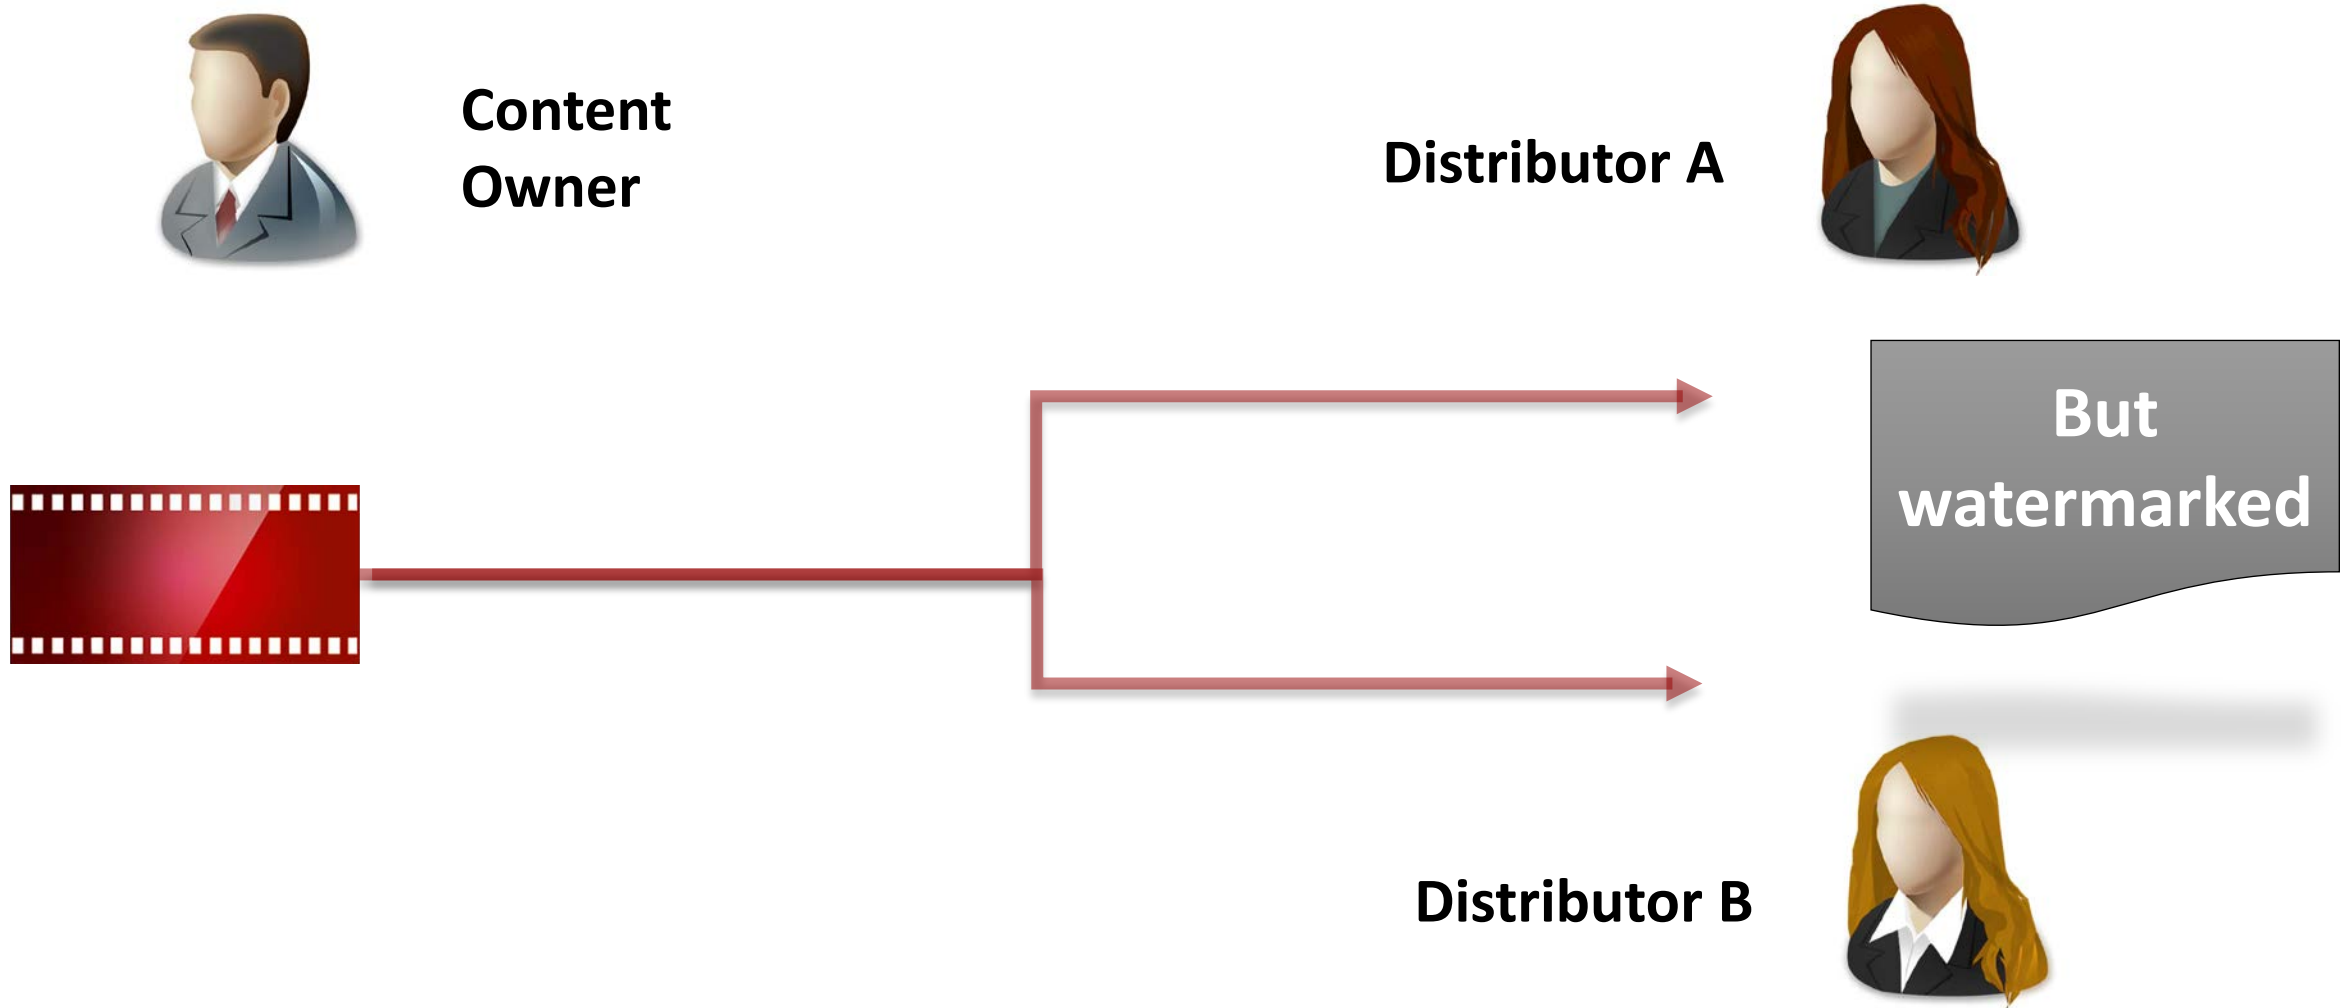 Content
Owner
Distributor A
But
watermarked
Distributor B